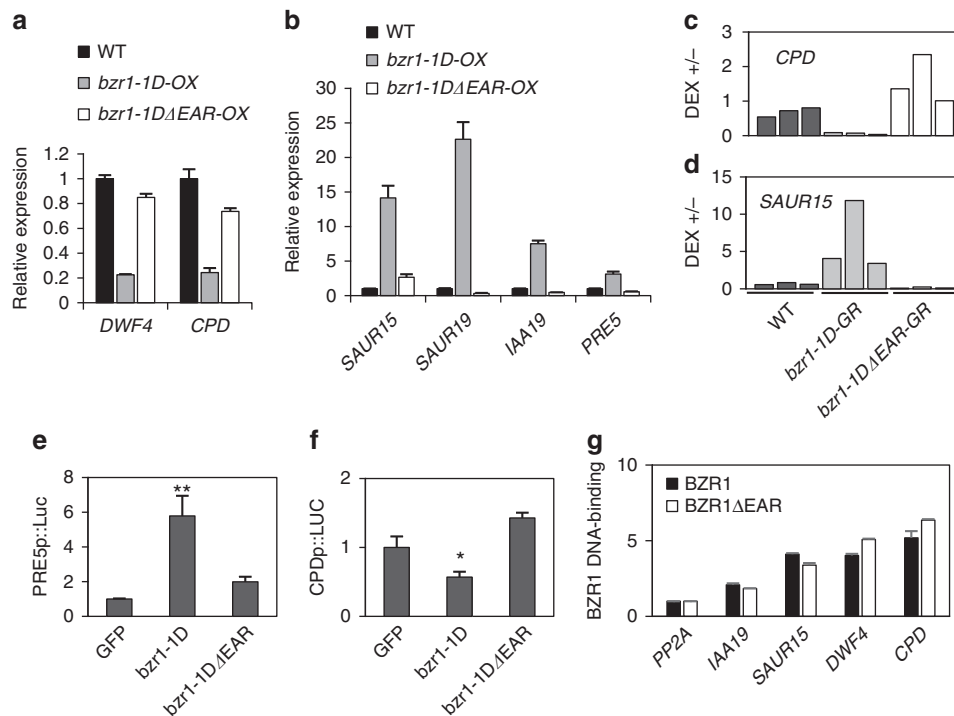 a
WT
bzr1-1D-OX
bzr1-1DΔEAR-OX
Relative expression
1.2
1
0.8
0.6
0.4
0.2
0
DWF4
CPD
b
WT
bzr1-1D-OX
bzr1-1DΔEAR-OX
Relative expression
30
25
20
15
10
5
0
SAUR15
SAUR19
IAA19
PRE5
c
CPD
DEX +/−
3
2
1
0
d
SAUR15
DEX +/−
15
10
5
0
WT
bzr1-1D-GR
bzr1-1DΔEAR-GR
e
PRE5p::Luc
8
6
4
2
0
**
GFP
bzr1-1D
bzr1-1DΔEAR
f
CPDp::LUC
2
1
0
*
GFP
bzr1-1D
bzr1-1DΔEAR
g
BZR1
BZR1ΔEAR
BZR1 DNA-binding
10
5
0
PP2A
IAA19
SAUR15
DWF4
CPD